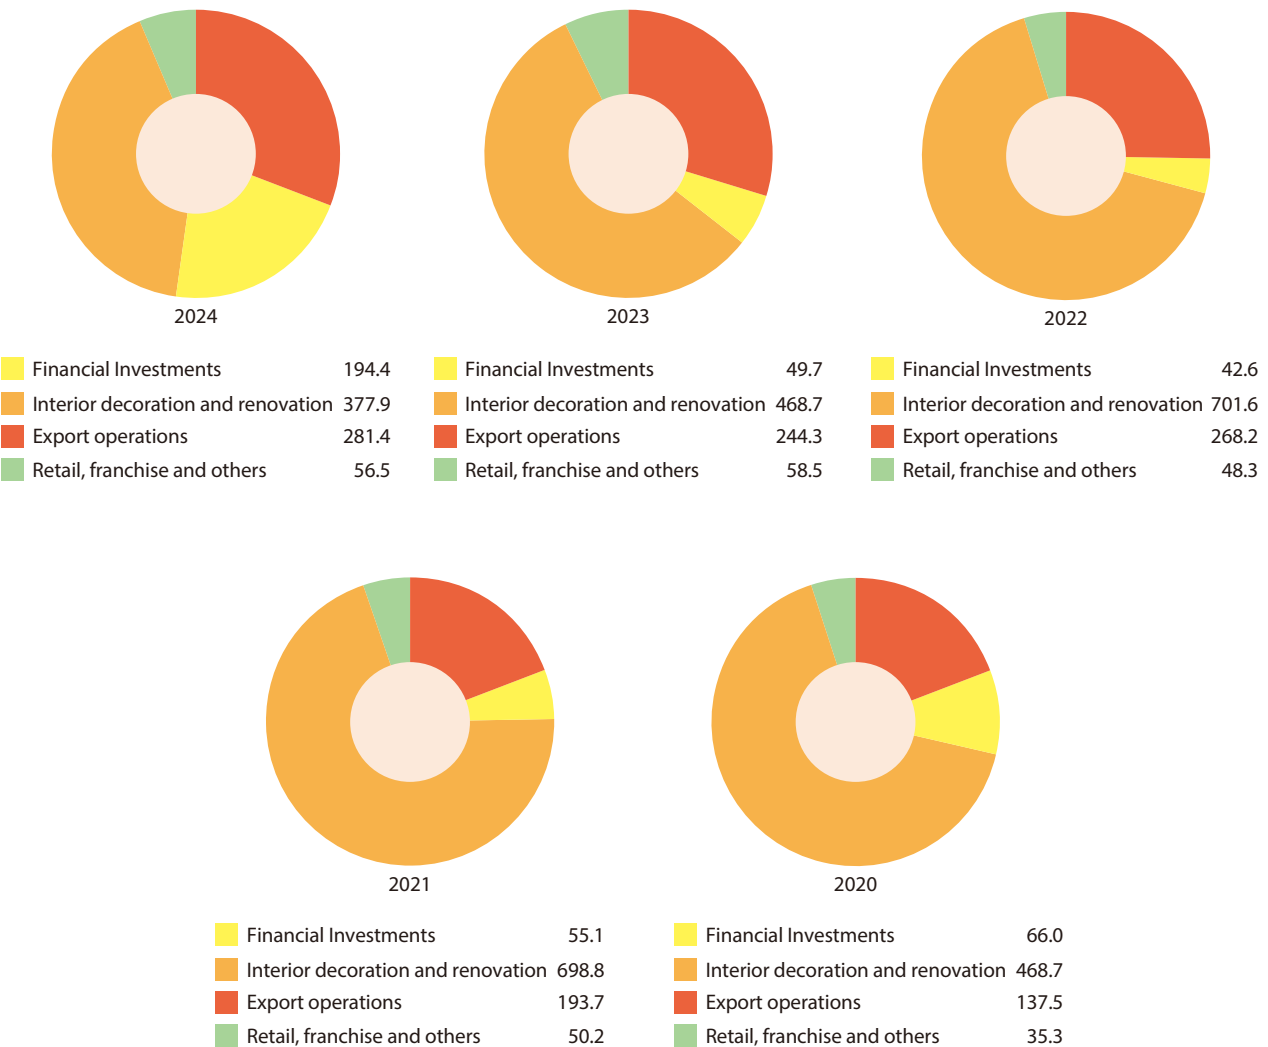 2024
Financial Investments 194.4
Interior decoration and renovation 377.9
Export operations 281.4
Retail, franchise and others 56.5
2023
Financial Investments 49.7
Interior decoration and renovation 468.7
Export operations 244.3
Retail, franchise and others 58.5
2022
Financial Investments 42.6
Interior decoration and renovation 701.6
Export operations 268.2
Retail, franchise and others 48.3
2021
Financial Investments 55.1
Interior decoration and renovation 698.8
Export operations 193.7
Retail, franchise and others 50.2
2020
Financial Investments 66.0
Interior decoration and renovation 468.7
Export operations 137.5
Retail, franchise and others 35.3